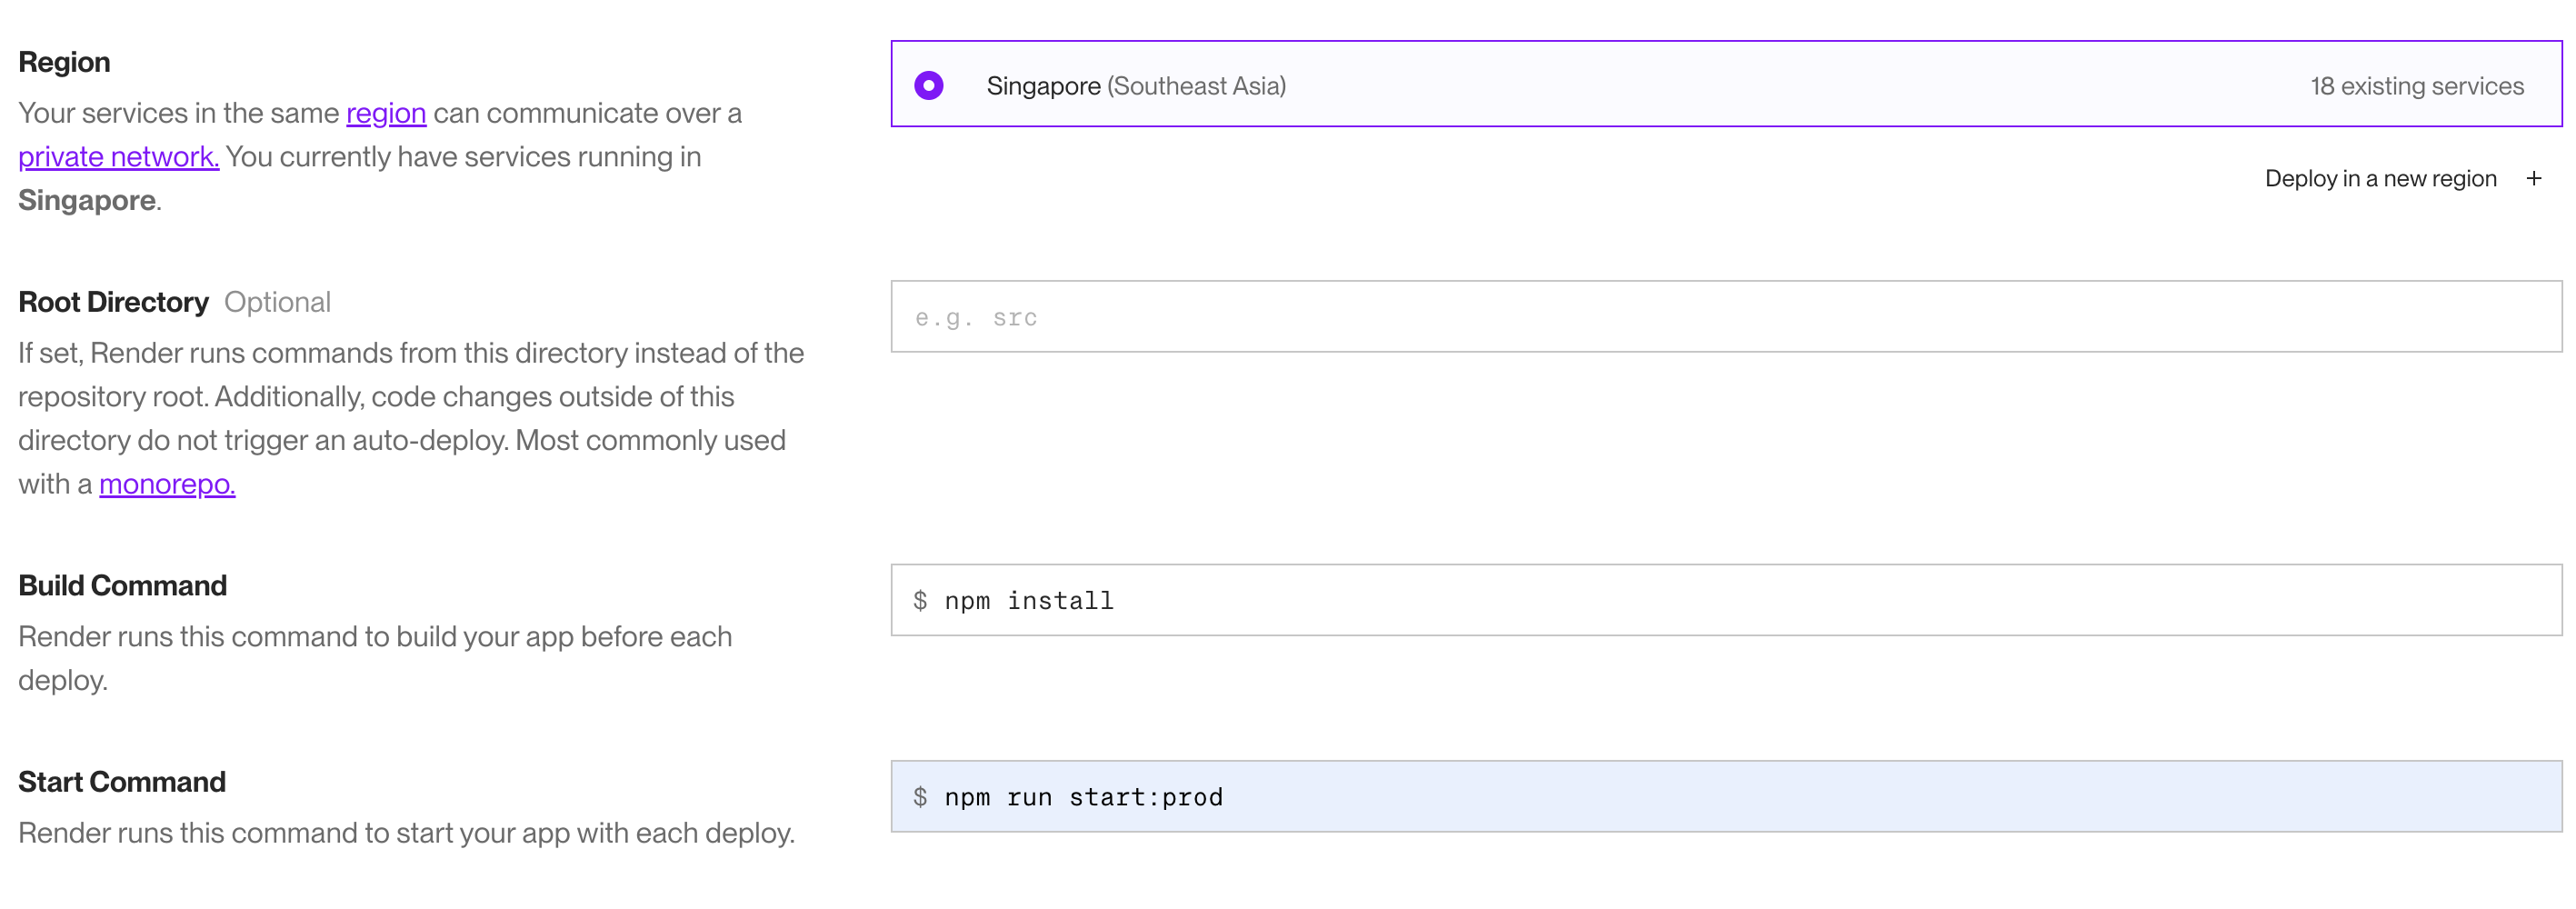 Region
Your services in the same region can communicate over a
private network. You currently have services running in
Singapore.
Singapore (Southeast Asia)
18 existing services
Deploy in a new region +
Root Directory Optional
If set, Render runs commands from this directory instead of the
repository root. Additionally, code changes outside of this
directory do not trigger an auto-deploy. Most commonly used
with a monorepo.
e.g. src
Build Command
Render runs this command to build your app before each
deploy.
$ npm install
Start Command
Render runs this command to start your app with each deploy.
$ npm run start:prod